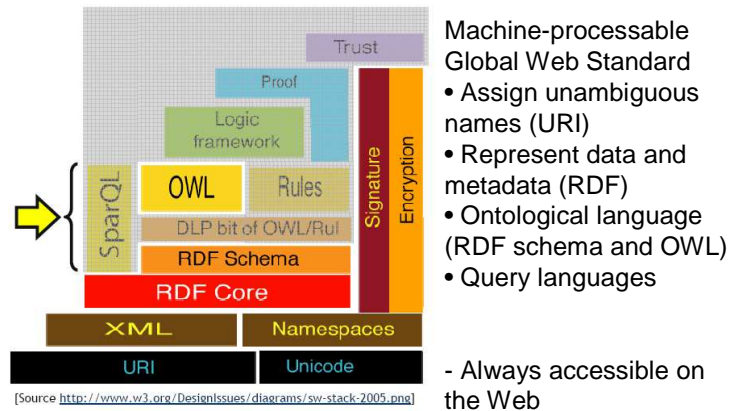 Trust
Proof
Logic
framework
SparQL
OWL
Rules
DLP bit of OWL/Rul
RDF Schema
RDF Core
Signature
Encryption
XML
Namespaces
URI
Unicode
[Source http://www.w3.org/DesignIssues/diagrams/sw-stack-2005.png]
Machine-processable
Global Web Standard
• Assign unambiguous
names (URI)
• Represent data and
metadata (RDF)
• Ontological language
(RDF schema and OWL)
• Query languages
- Always accessible on
the Web